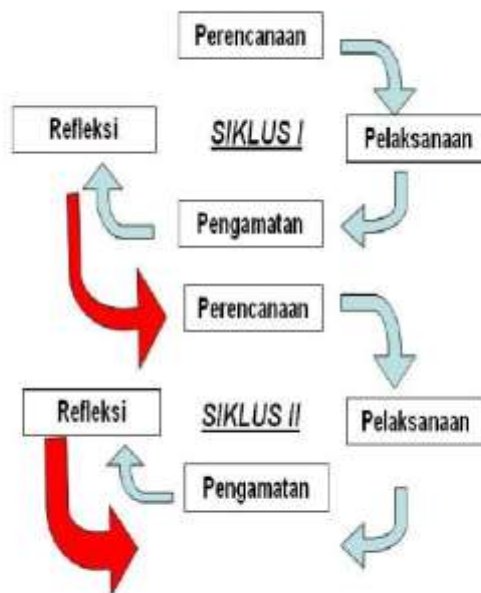 Perencanaan
Refleksi
SIKLUS I
Pelaksanaan
Pengamatan
Perencanaan
Refleksi
SIKLUS II
Pelaksanaan
Pengamatan